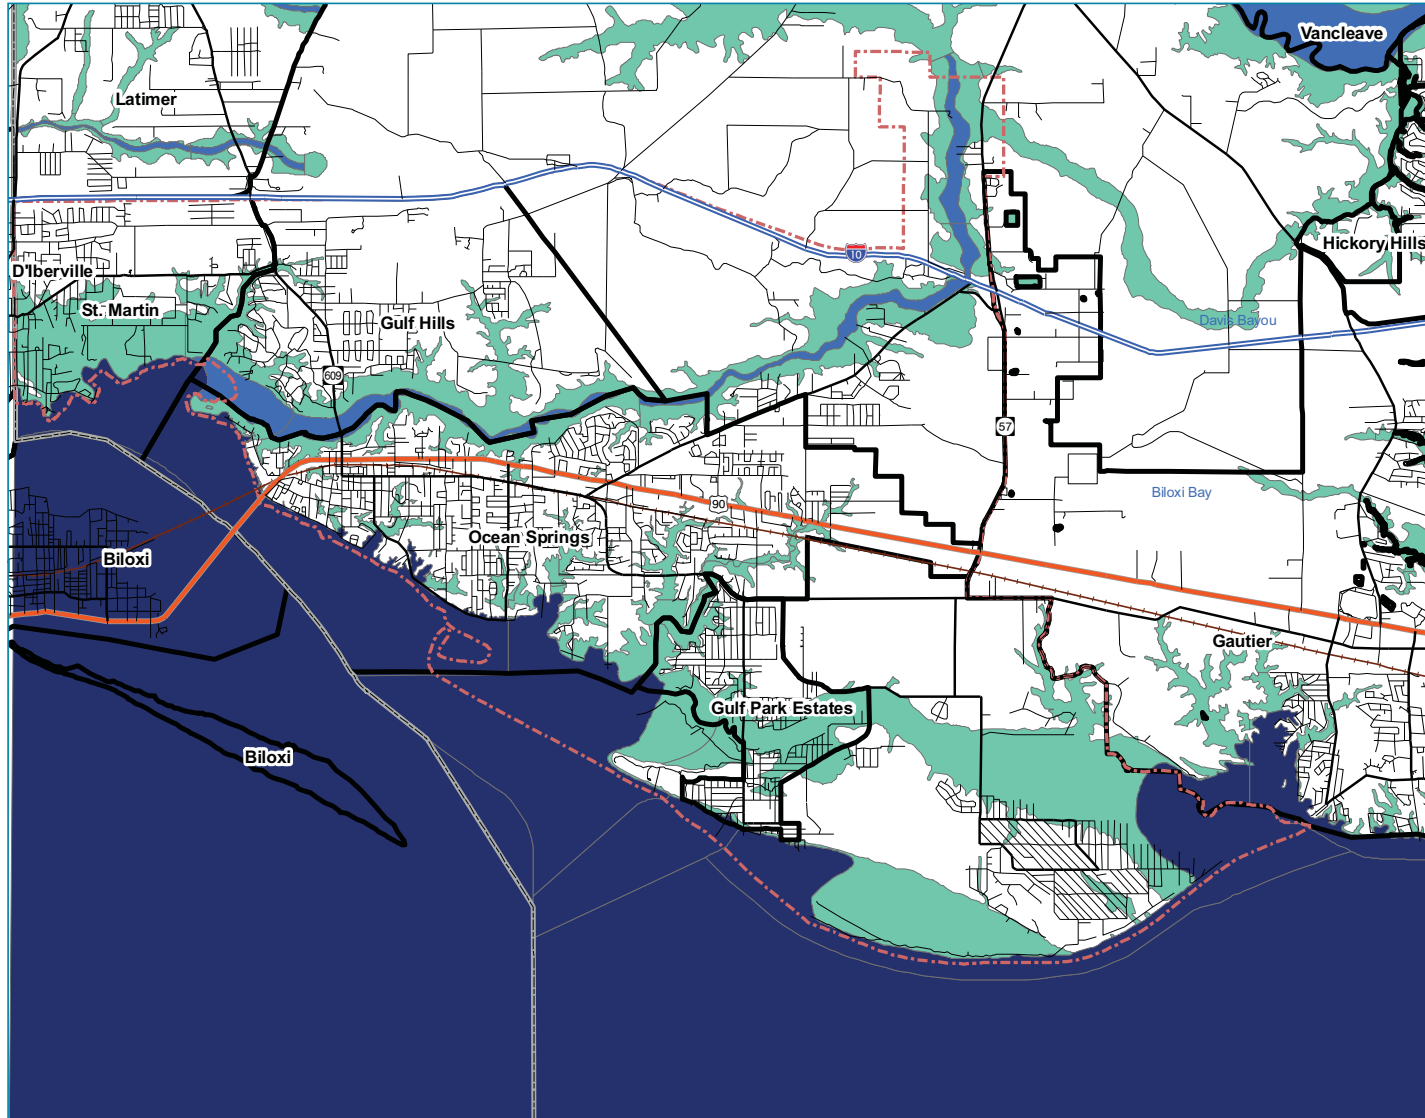 Vancleave
Latimer
Hickory Hills
10
D'Iberville
St. Martin
Gulf Hills
Davis Bayou
609
57
Biloxi Bay
90
Ocean Springs
Biloxi
Gautier
Gulf Park Estates
Biloxi